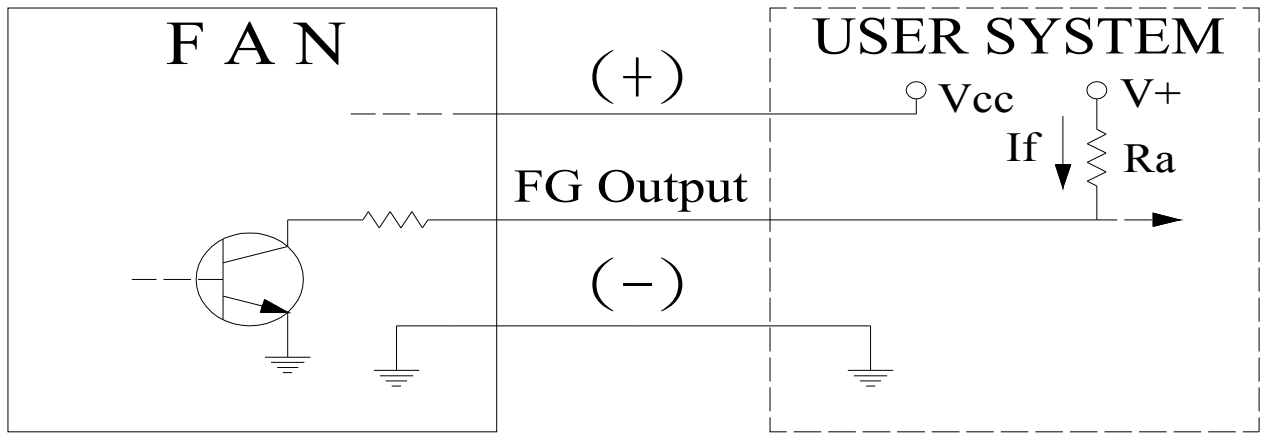 F A N
USER SYSTEM
(+)
Vcc
V+
If
Ra
FG Output
(-)